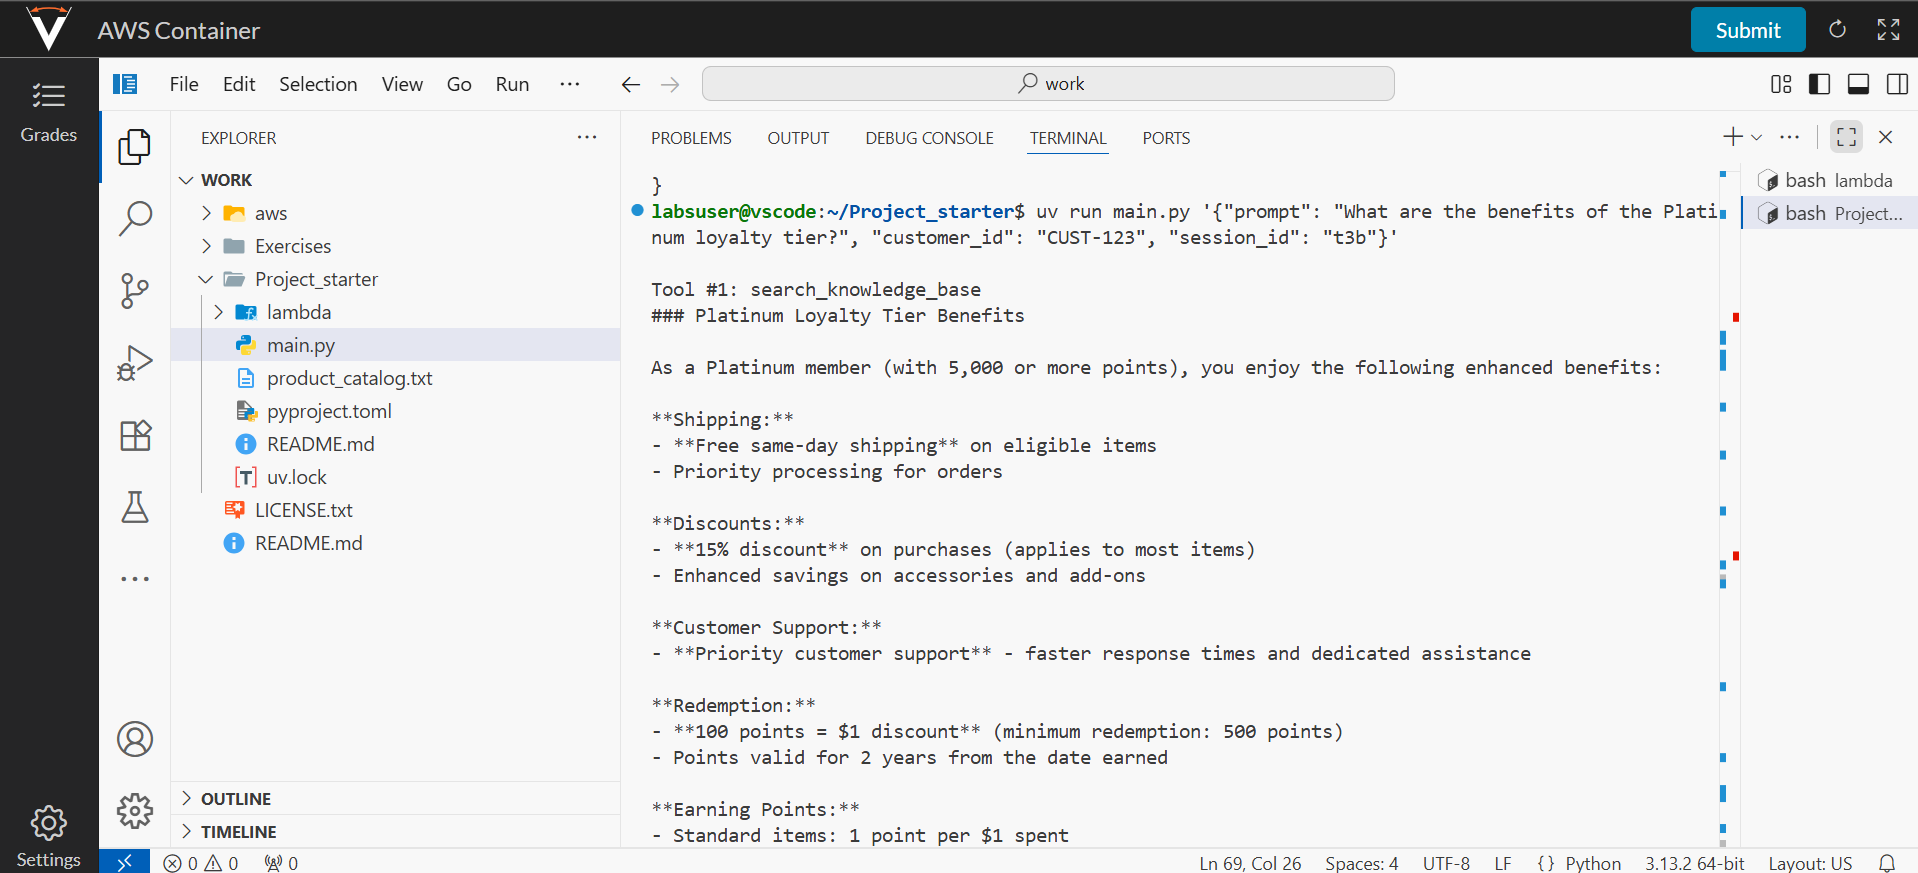 AWS Container
Submit
Grades
File Edit Selection View Go Run ···
work
EXPLORER
WORK
aws
Exercises
Project_starter
lambda
main.py
product_catalog.txt
pyproject.toml
README.md
uv.lock
LICENSE.txt
README.md
OUTLINE
TIMELINE
Settings
PROBLEMS OUTPUT DEBUG CONSOLE TERMINAL PORTS
}
labsuser@vscode:~/Project_starter$ uv run main.py '{"prompt": "What are the benefits of the Plati
num loyalty tier?", "customer_id": "CUST-123", "session_id": "t3b"}'
Tool #1: search_knowledge_base
### Platinum Loyalty Tier Benefits
As a Platinum member (with 5,000 or more points), you enjoy the following enhanced benefits:
**Shipping:**
- **Free same-day shipping** on eligible items
- Priority processing for orders
**Discounts:**
- **15% discount** on purchases (applies to most items)
- Enhanced savings on accessories and add-ons
**Customer Support:**
- **Priority customer support** - faster response times and dedicated assistance
**Redemption:**
- **100 points = $1 discount** (minimum redemption: 500 points)
- Points valid for 2 years from the date earned
**Earning Points:**
- Standard items: 1 point per $1 spent
bash lambda
bash Project...
0 0 0
Ln 69, Col 26 Spaces: 4 UTF-8 LF {} Python 3.13.2 64-bit Layout: US